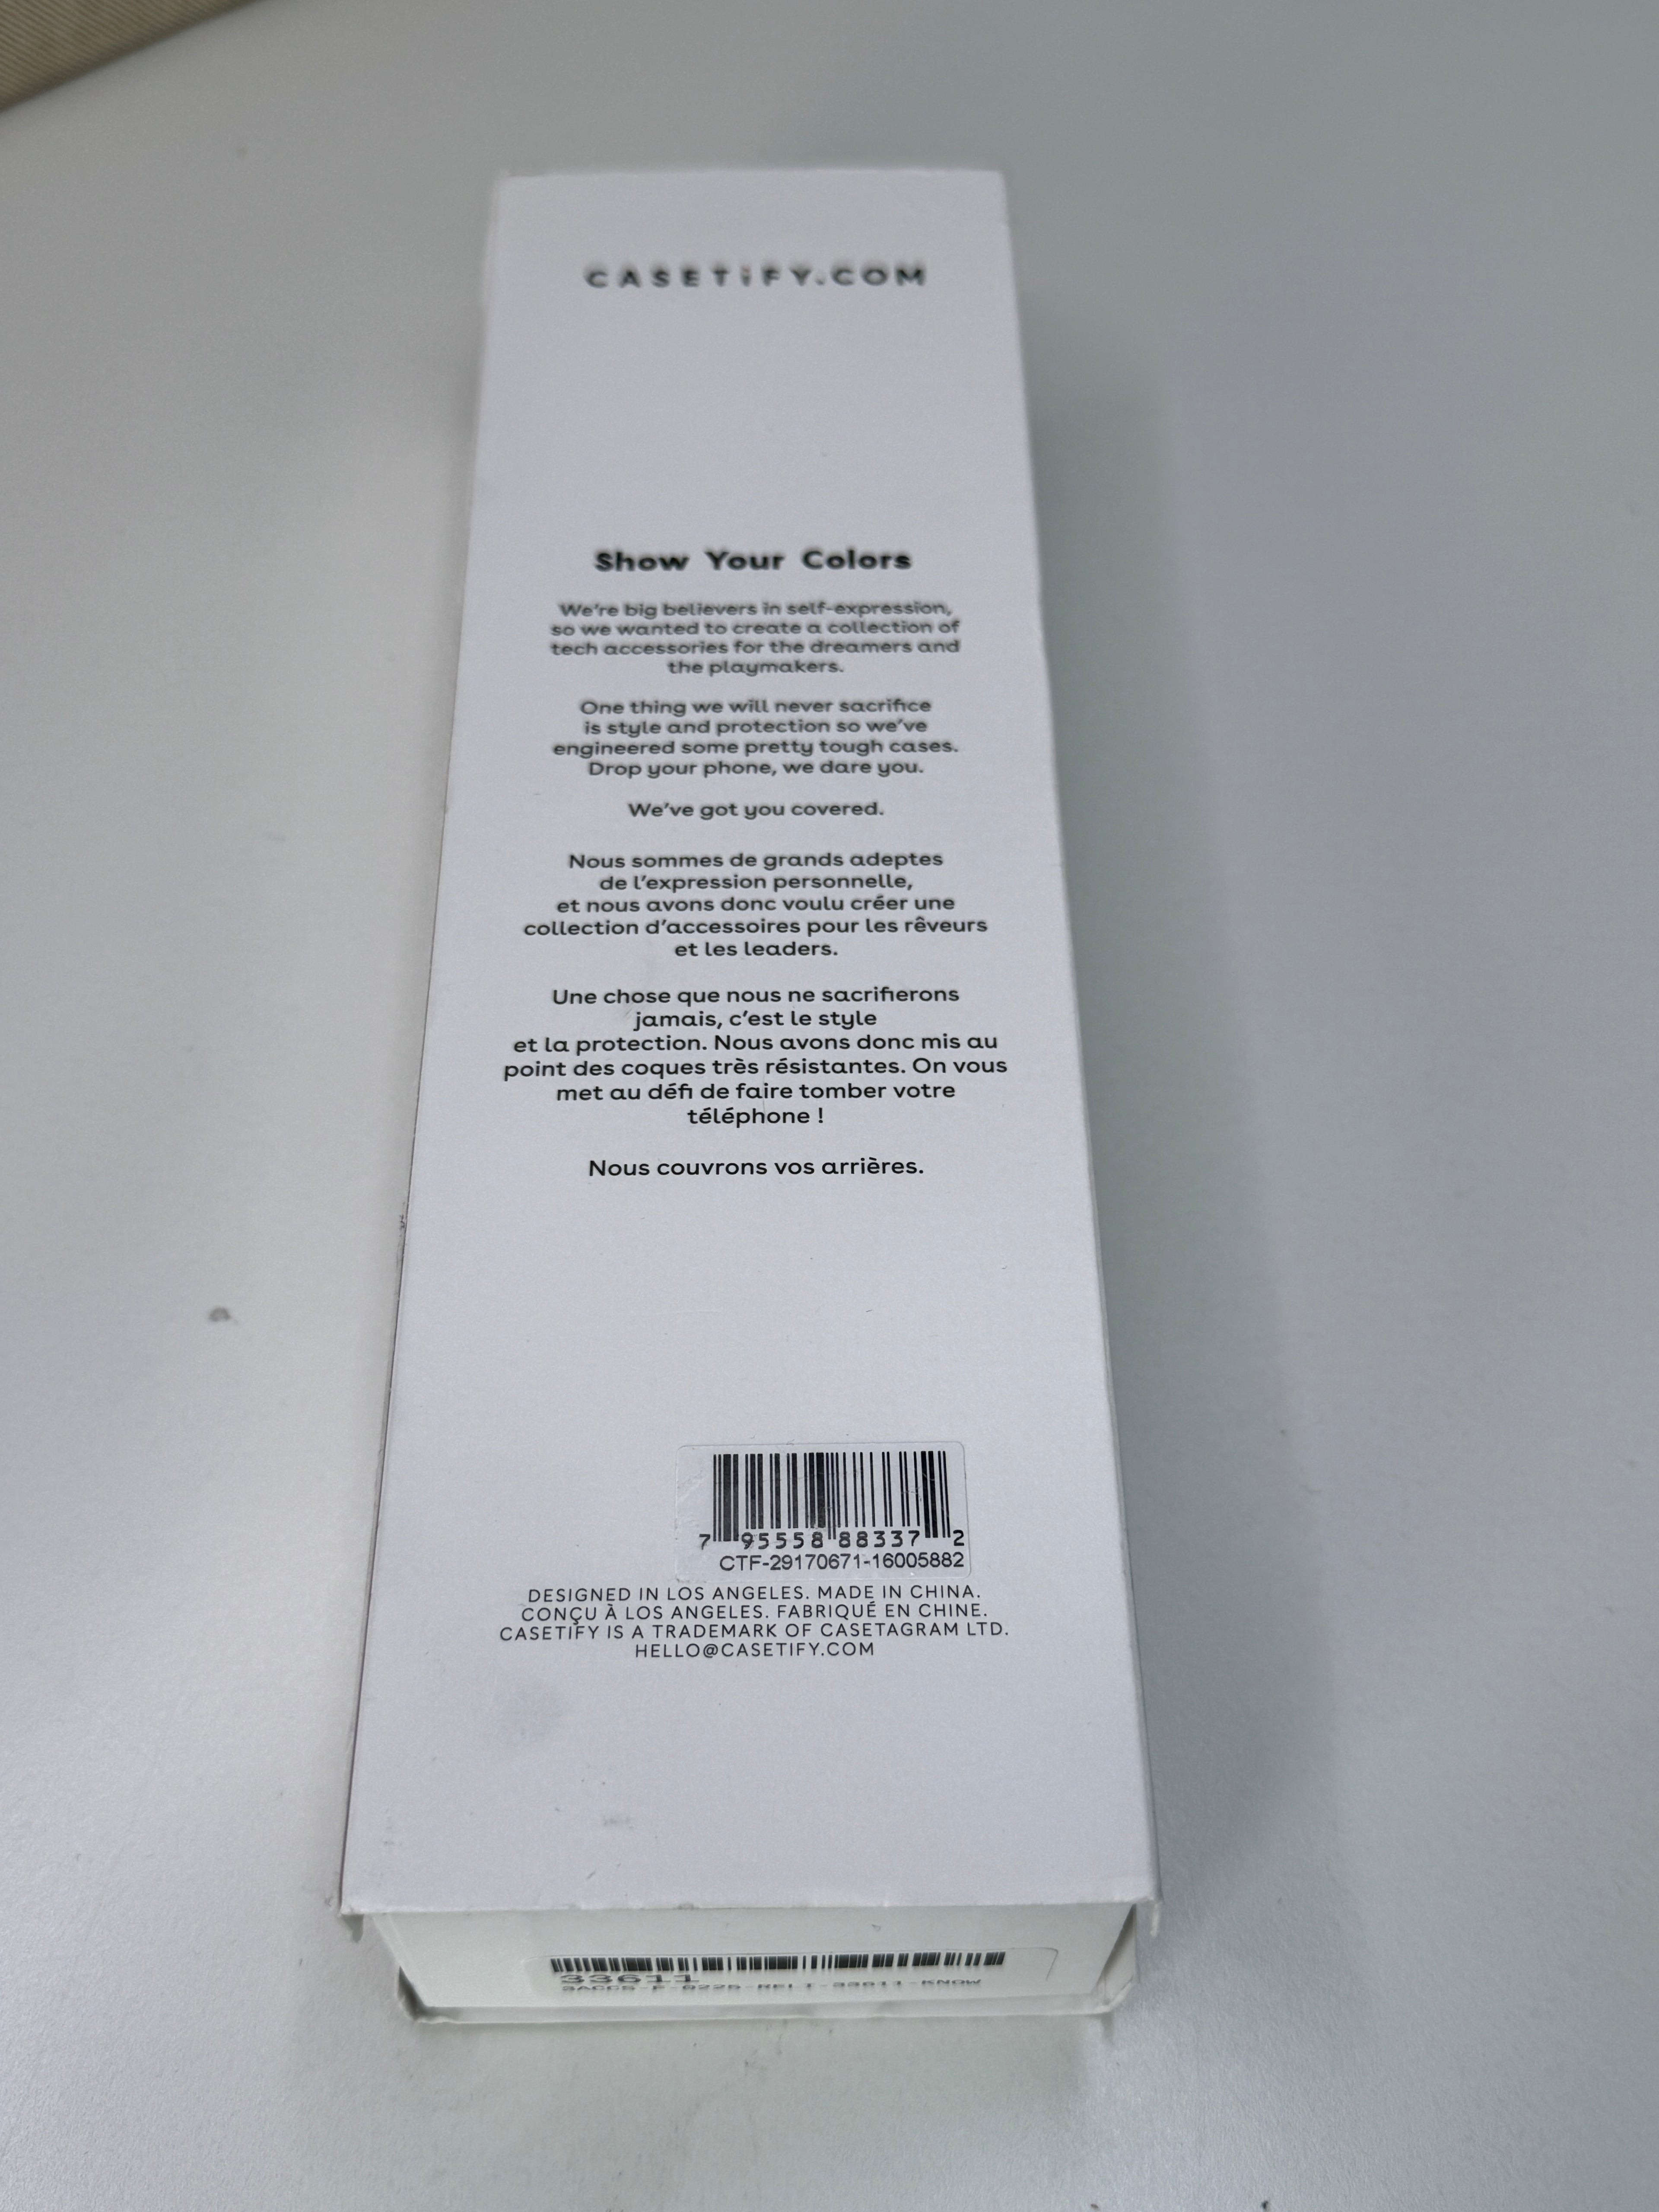 CASETiFY.COM
Show Your Colors
We're big believers in self-expression,
so we wanted to create a collection of
tech accessories for the dreamers and
the playmakers.
One thing we will never sacrifice
is style and protection so we've
engineered some pretty tough cases.
Drop your phone, we dare you.
We've got you covered.
Nous sommes de grands adeptes
de l'expression personnelle,
et nous avons donc voulu créer une
collection d'accessoires pour les rêveurs
et les leaders.
Une chose que nous ne sacrifierons
jamais, c'est le style
et la protection. Nous avons donc mis au
point des coques très résistantes. On vous
met au défi de faire tomber votre
téléphone !
Nous couvrons vos arrières.
7 95558 88337 2
CTF-29170671-16005882
DESIGNED IN LOS ANGELES. MADE IN CHINA.
CONÇU À LOS ANGELES. FABRIQUÉ EN CHINE.
CASETiFY IS A TRADEMARK OF CASETAGRAM LTD.
HELLO@CASETIFY.COM
33611